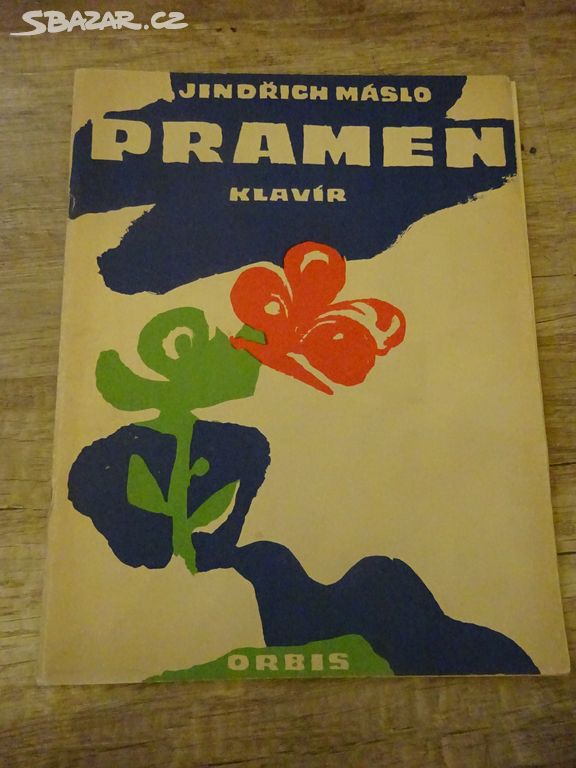 SBAZAR.CZ
JINDŘICH MÁSLO
PRAMEN
KLAVÍR
ORBIS